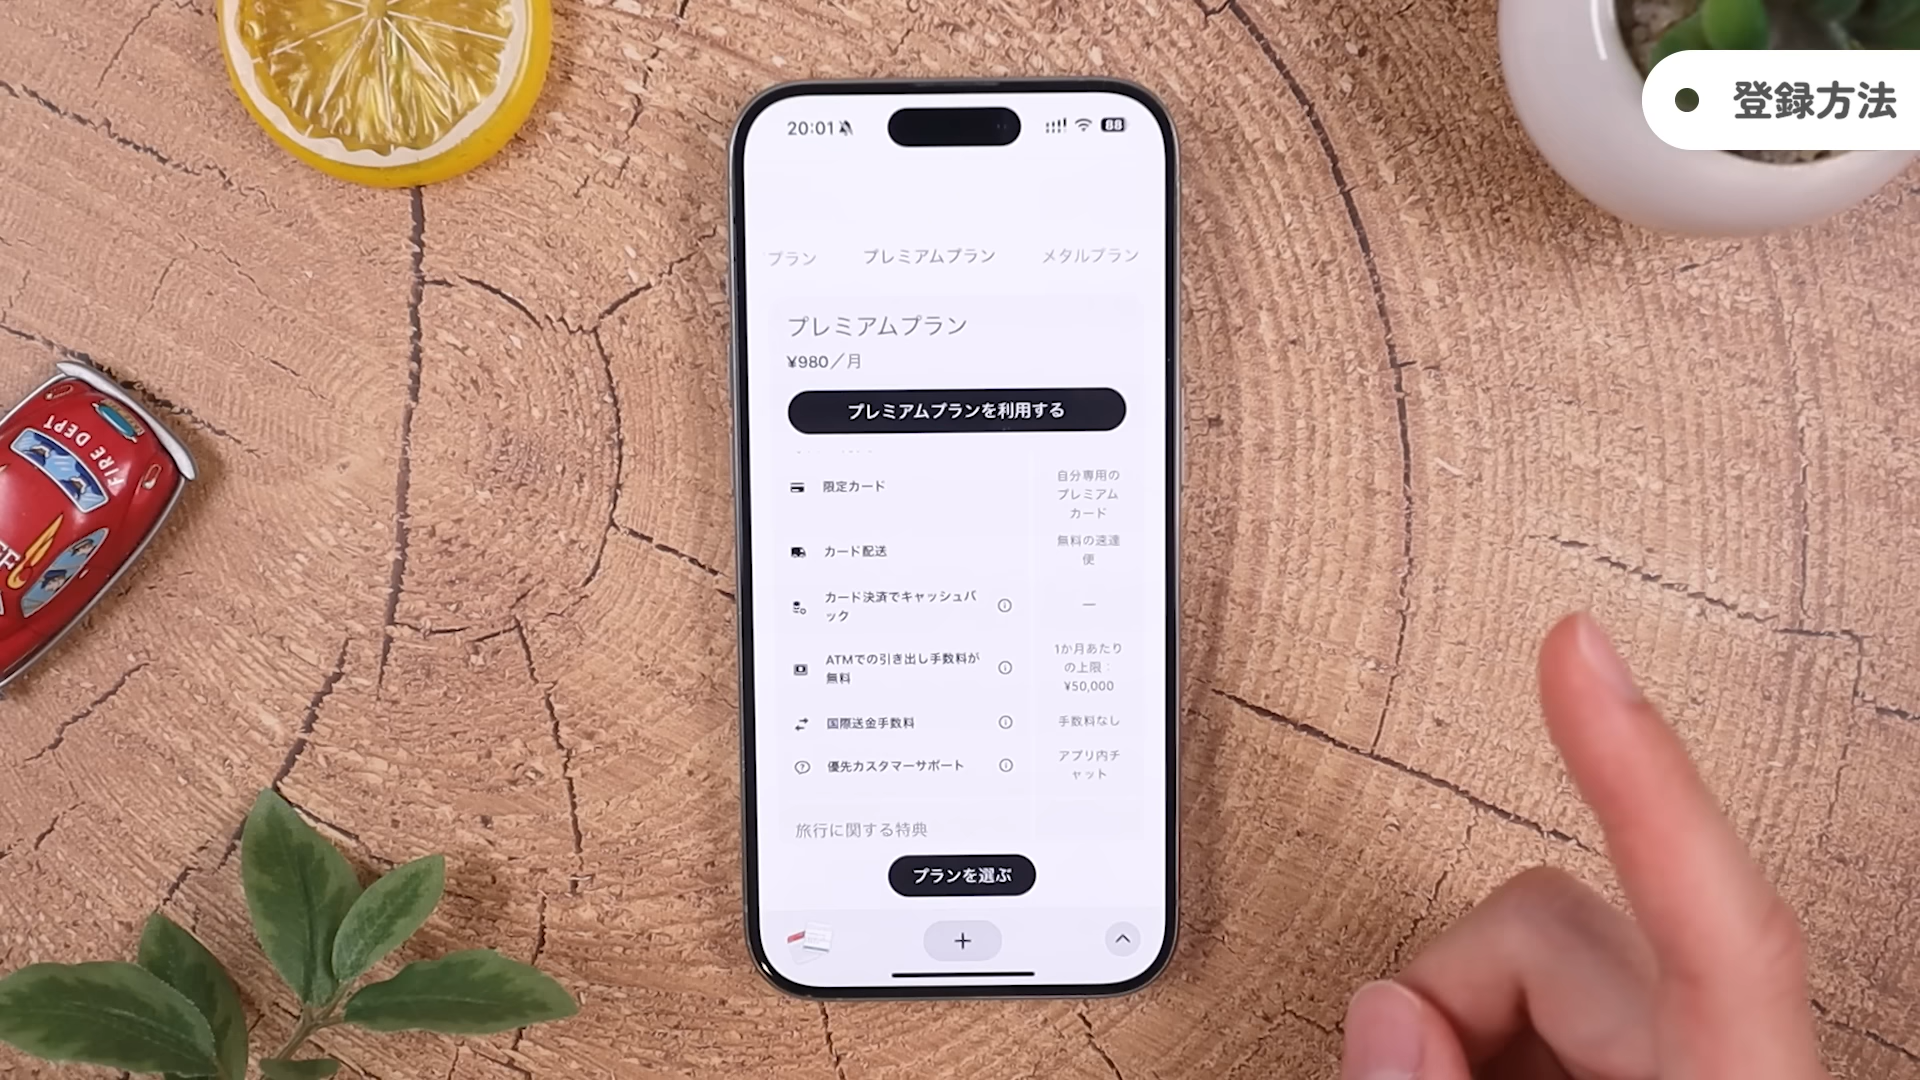 登録方法
20:01
88
プラン
プレミアムプラン
メタルプラン
プレミアムプラン
¥980／月
プレミアムプランを利用する
限定カード
自分専用の
プレミアム
カード
カード配送
無料の速達
便
カード決済でキャッシュバ
ック
—
ATMでの引き出し手数料が
無料
1か月あたり
の上限：
¥50,000
国際送金手数料
手数料なし
優先カスタマーサポート
アプリ内チ
ャット
旅行に関する特典
プランを選ぶ
FIRE DEPT